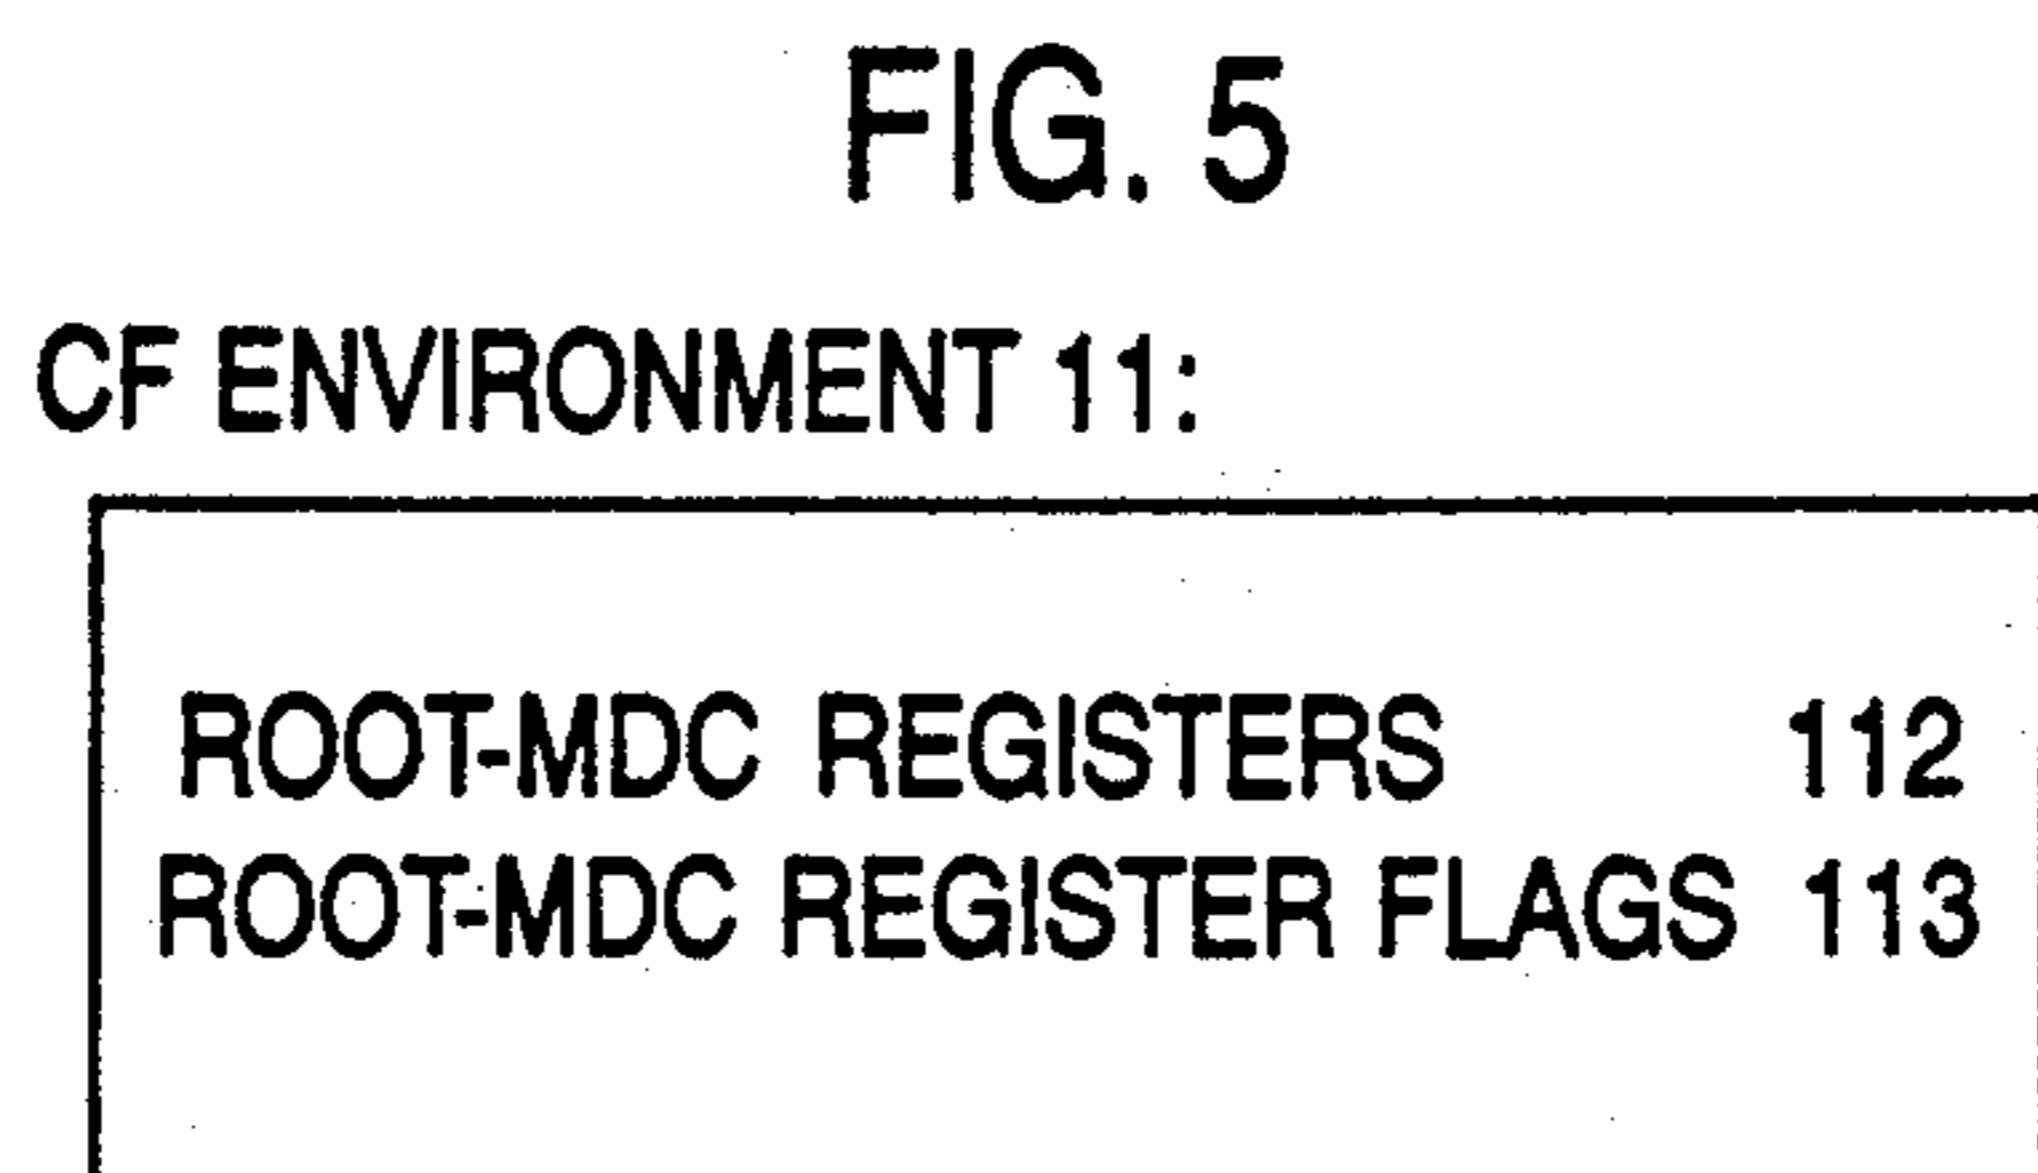 FIG. 5
CF ENVIRONMENT 11:
ROOT-MDC REGISTERS 112
ROOT-MDC REGISTER FLAGS 113